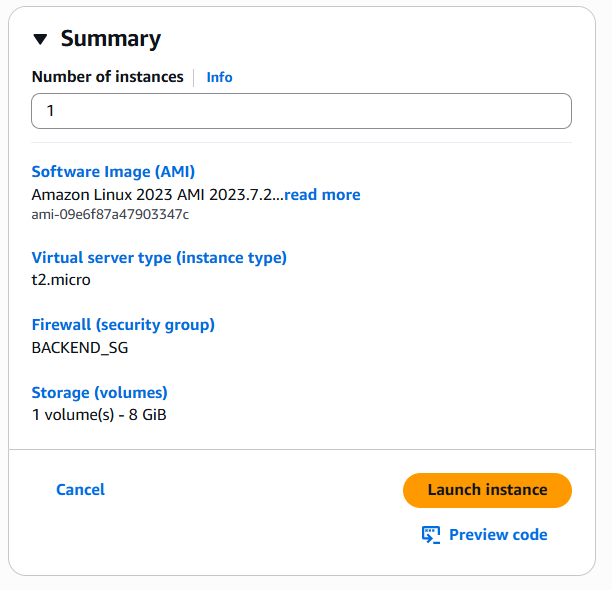 Summary
Number of instances Info
1
Software Image (AMI)
Amazon Linux 2023 AMI 2023.7.2...read more
ami-09e6f87a47903347c
Virtual server type (instance type)
t2.micro
Firewall (security group)
BACKEND_SG
Storage (volumes)
1 volume(s) - 8 GiB
Cancel
Launch instance
Preview code